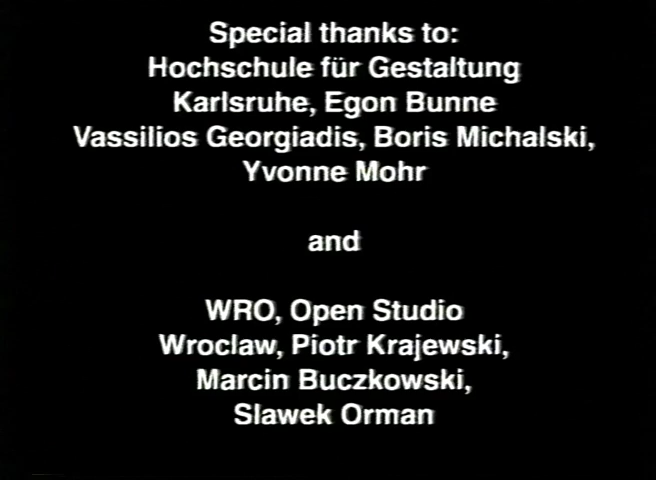 Special thanks to:
Hochschule für Gestaltung
Karlsruhe, Egon Bunne
Vassilios Georgiadis, Boris Michalski,
Yvonne Mohr
and
WRO, Open Studio
Wroclaw, Piotr Krajewski,
Marcin Buczkowski,
Slawek Orman